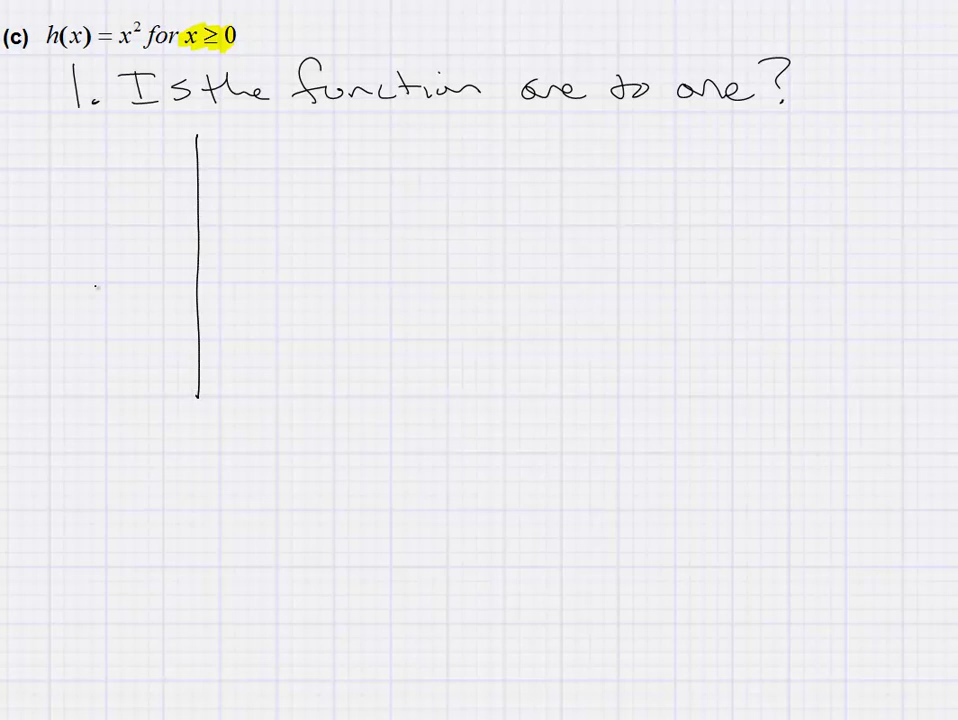 (c) h(x) = x² for x ≥ 0
1. Is the function one to one?